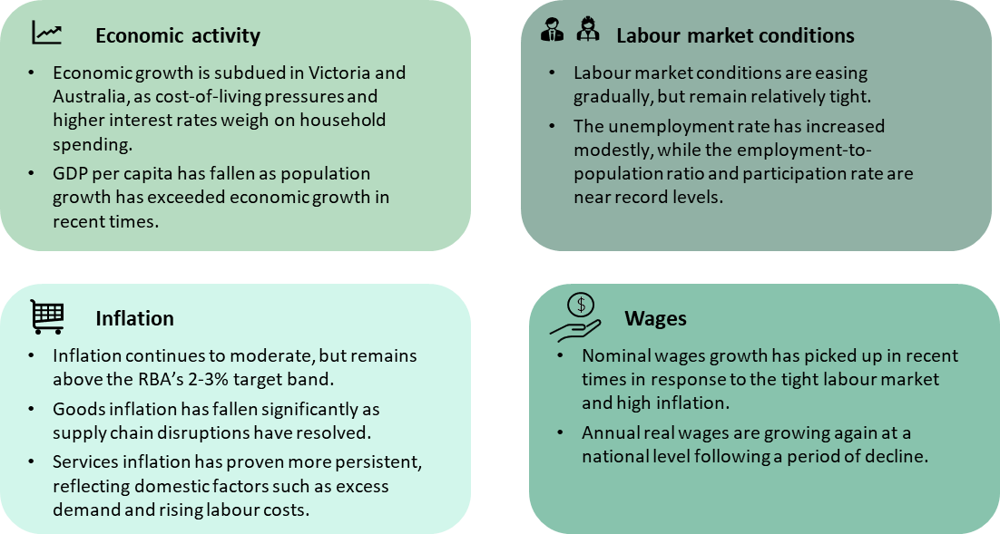 Economic activity
• Economic growth is subdued in Victoria and
Australia, as cost-of-living pressures and
higher interest rates weigh on household
spending.
• GDP per capita has fallen as population
growth has exceeded economic growth in
recent times.
Labour market conditions
• Labour market conditions are easing
gradually, but remain relatively tight.
• The unemployment rate has increased
modestly, while the employment-to-
population ratio and participation rate are
near record levels.
Inflation
• Inflation continues to moderate, but remains
above the RBA's 2-3% target band.
• Goods inflation has fallen significantly as
supply chain disruptions have resolved.
• Services inflation has proven more persistent,
reflecting domestic factors such as excess
demand and rising labour costs.
$
Wages
• Nominal wages growth has picked up in recent
times in response to the tight labour market
and high inflation.
• Annual real wages are growing again at a
national level following a period of decline.